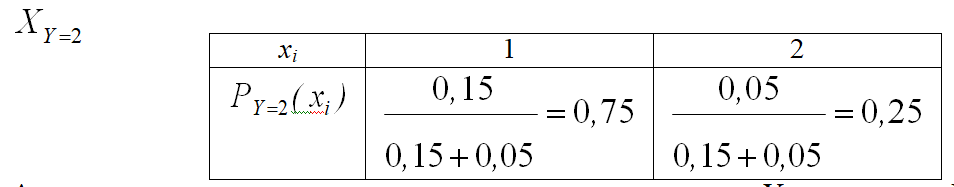 X_{Y=2}
x_i 1 2
P_{Y=2}(x_i) 0,15 / 0,15+0,05 = 0,75 0,05 / 0,15+0,05 = 0,25